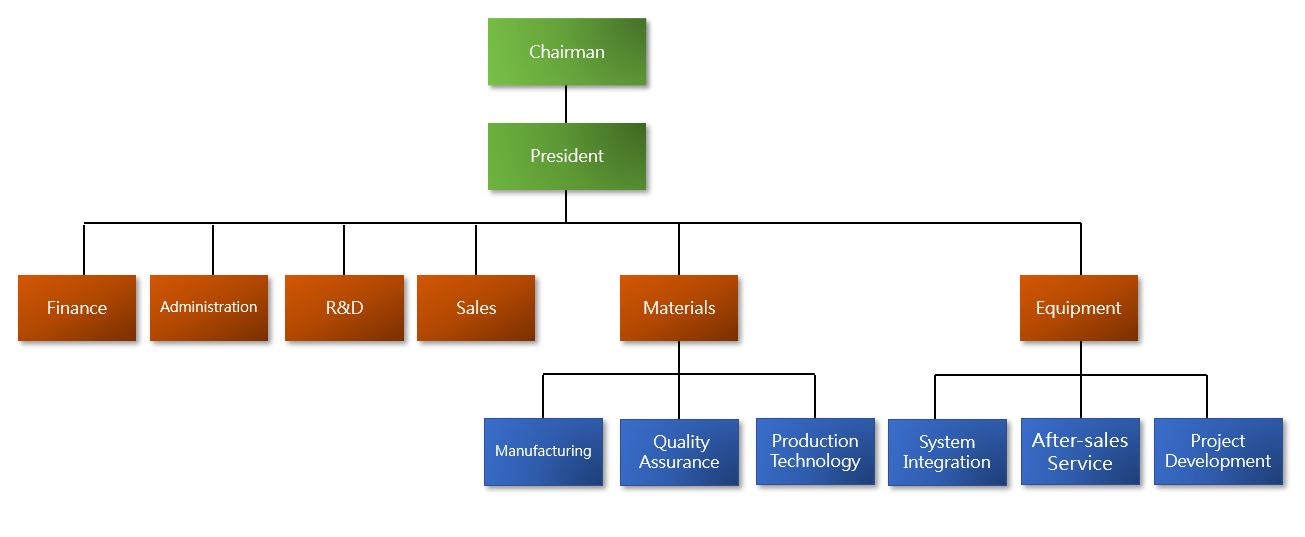 Chairman
President
Finance
Administration
R&D
Sales
Materials
Equipment
Manufacturing
Quality
Assurance
Production
Technology
System
Integration
After-sales
Service
Project
Development